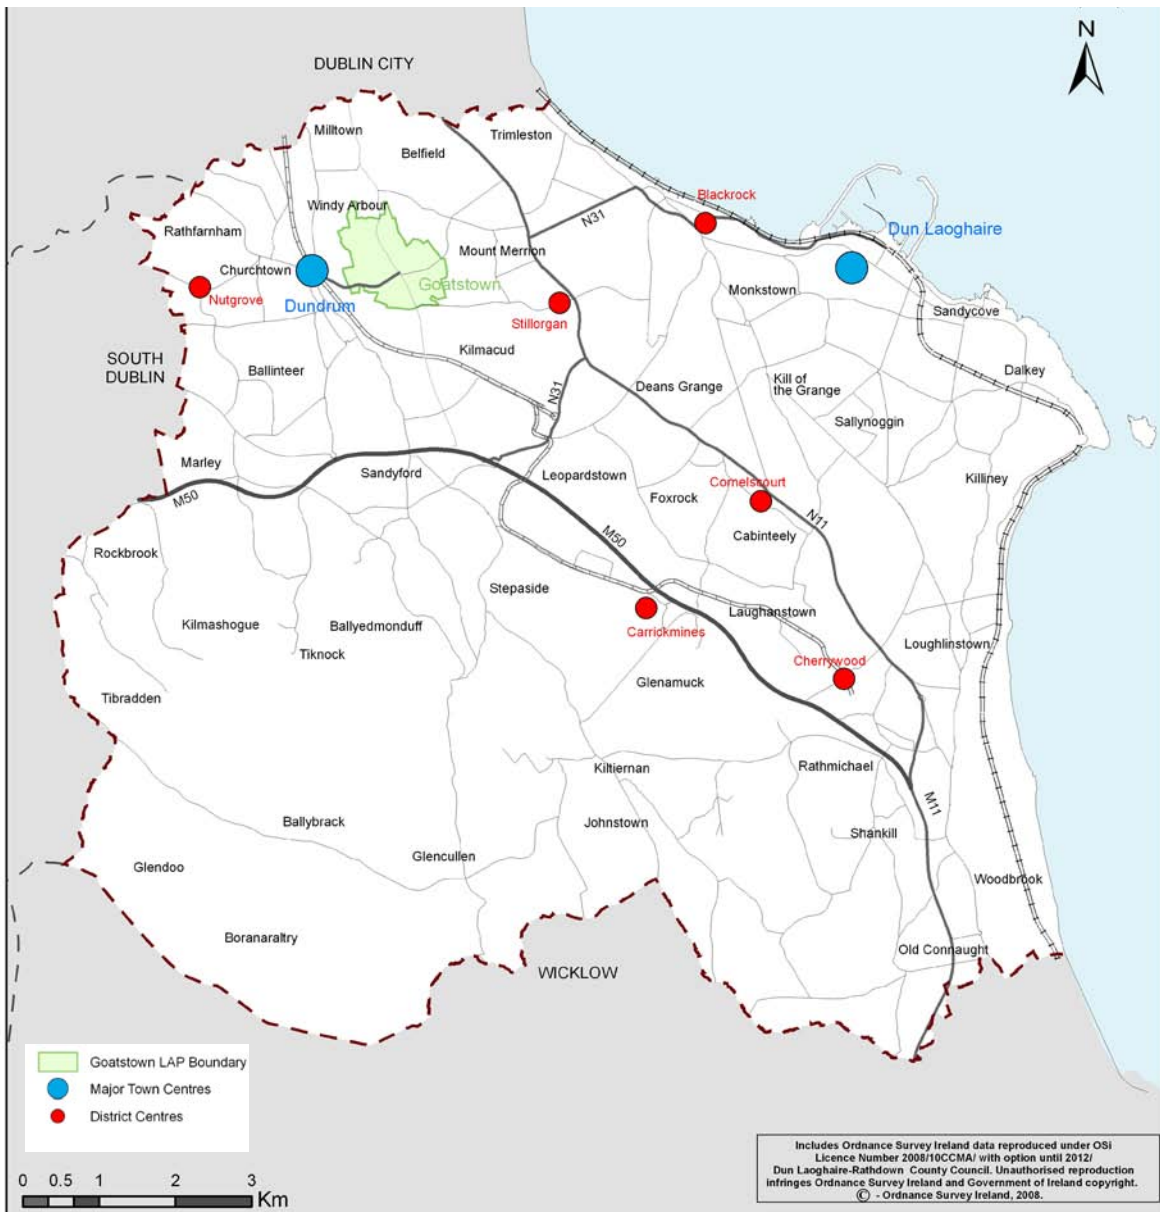 N
DUBLIN CITY
Milltown
Trimleston
Belfield
Blackrock
Windy Arbour
N31
Rathfarnham
Dun Laoghaire
Mount Merrion
Churchtown
Goatstown
Nutgrove
Dundrum
Monkstown
Sandycove
Stillorgan
SOUTH
DUBLIN
Kilmacud
Ballinteer
Dalkey
Deans Grange
Kill of
the Grange
N31
Sallynoggin
Marley
Sandyford
Leopardstown
Killiney
Cornelscourt
Foxrock
M50
N11
Cabinteely
M50
Rockbrook
Stepaside
Laughanstown
Kilmashogue
Ballyedmonduff
Carrickmines
Loughlinstown
Tiknock
Cherrywood
Glenamuck
Tibradden
Kiltiernan
Rathmichael
M11
Ballybrack
Johnstown
Shankill
Glencullen
Glendoo
Woodbrook
Boranaraltry
Old Connaught
WICKLOW
Goatstown LAP Boundary
Major Town Centres
District Centres
0 0.5 1 2 3
Km
Includes Ordnance Survey Ireland data reproduced under OSi
Licence Number 2008/10CCMA/ with option until 2012/
Dun Laoghaire-Rathdown County Council. Unauthorised reproduction
infringes Ordnance Survey Ireland and Government of Ireland copyright.
© - Ordnance Survey Ireland, 2008.